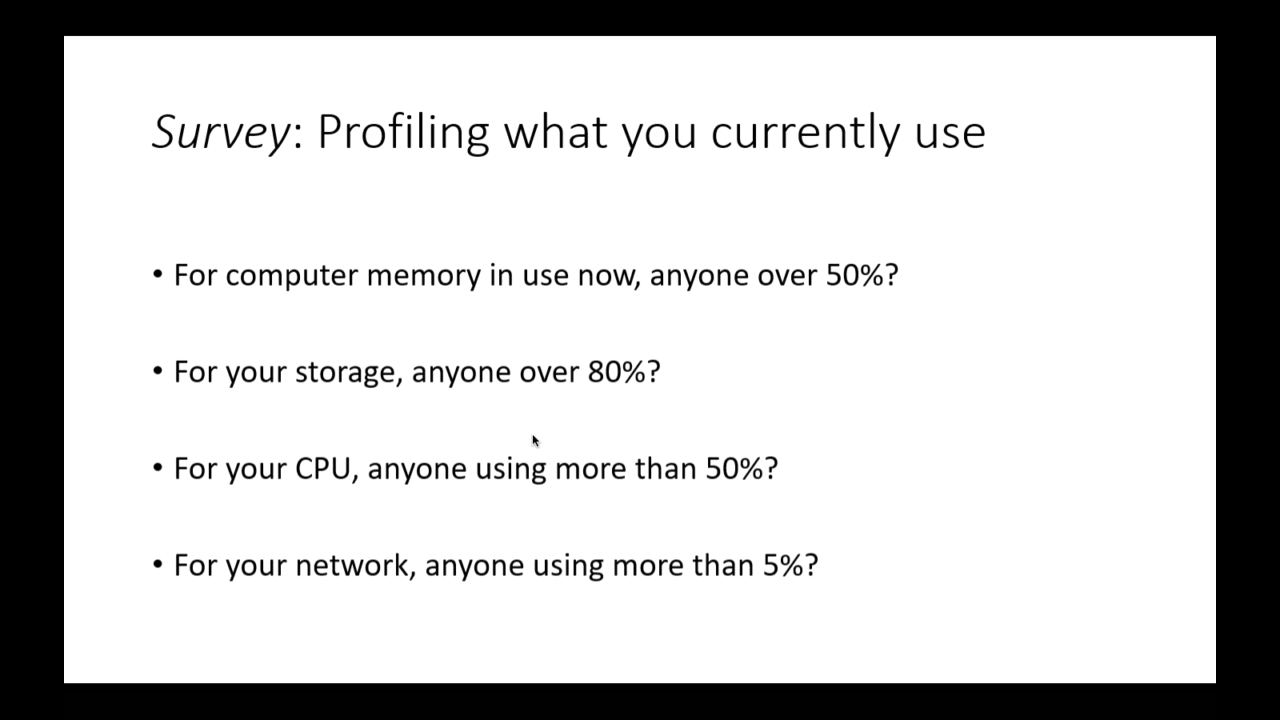 Survey: Profiling what you currently use
• For computer memory in use now, anyone over 50%?
• For your storage, anyone over 80%?
• For your CPU, anyone using more than 50%?
• For your network, anyone using more than 5%?